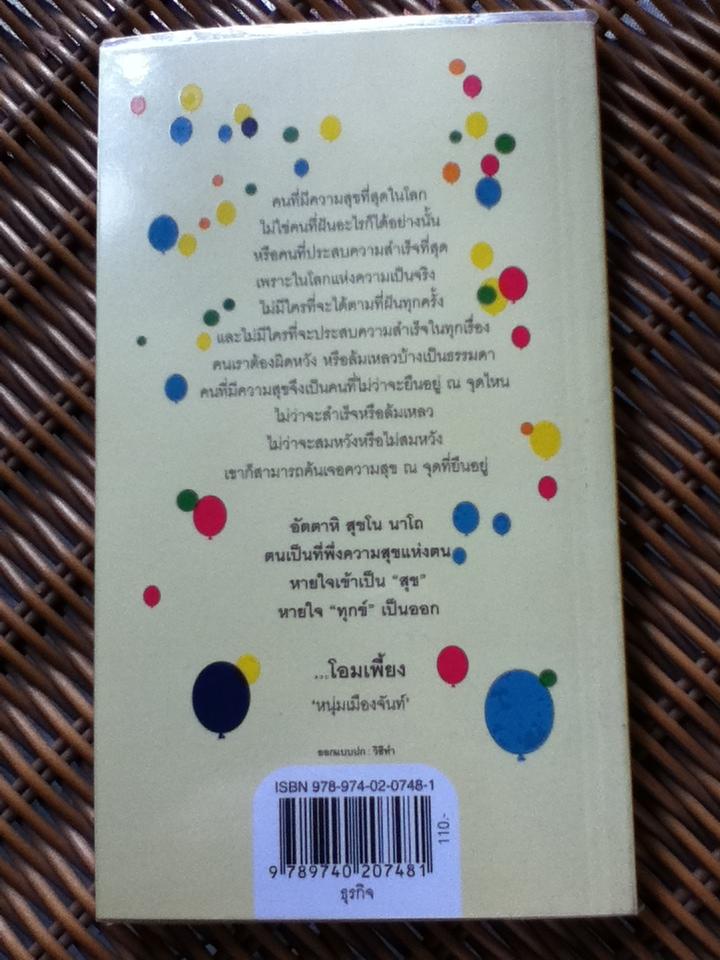 คนที่มีความสุขที่สุดในโลก
ไม่ใช่คนที่ฝันอะไรก็ได้อย่างนั้น
หรือคนที่ประสบความสำเร็จที่สุด
เพราะในโลกแห่งความเป็นจริง
ไม่มีใครที่จะได้ตามที่ฝันทุกครั้ง
และไม่มีใครที่จะประสบความสำเร็จในทุกเรื่อง
คนเราต้องผิดหวัง หรือล้มเหลวบ้างเป็นธรรมดา
คนที่มีความสุขจึงเป็นคนที่ไม่ว่าจะยืนอยู่ ณ จุดไหน
ไม่ว่าจะสำเร็จหรือล้มเหลว
ไม่ว่าจะสมหวังหรือไม่สมหวัง
เขาก็สามารถค้นเจอความสุข ณ จุดที่ยืนอยู่
อัตตาหิ สุขโน นาโถ
ตนเป็นที่พึ่งความสุขแห่งตน
หายใจเข้าเป็น “สุข”
หายใจ “ทุกข์” เป็นออก
...โอมเพี้ยง
‘หนุ่มเมืองจันท์’
ออกแบบปก : วิธีทำ
ISBN 978-974-02-0748-1
110.-
9 789740 207481
ธุรกิจ